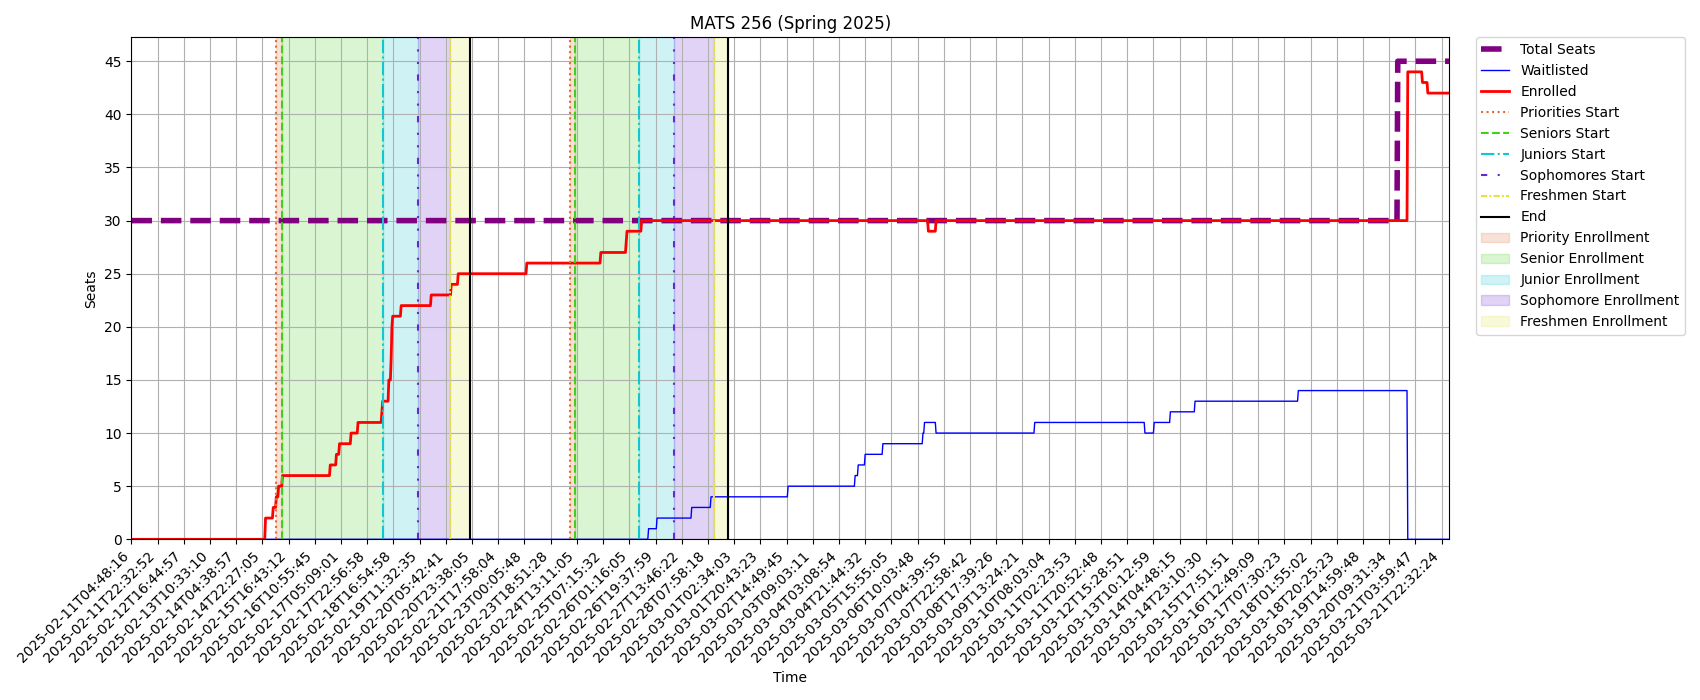 MATS 256 (Spring 2025)
Seats
45
40
35
30
25
20
15
10
5
0
2025-02-11T04:48:16
2025-02-11T22:32:52
2025-02-12T16:44:57
2025-02-13T10:33:10
2025-02-14T04:38:57
2025-02-14T22:27:05
2025-02-15T16:43:12
2025-02-16T10:55:45
2025-02-17T05:09:01
2025-02-17T22:56:58
2025-02-18T16:54:58
2025-02-19T11:32:35
2025-02-20T05:42:41
2025-02-20T23:38:05
2025-02-21T17:58:04
2025-02-23T00:05:48
2025-02-23T18:51:28
2025-02-24T13:11:05
2025-02-25T07:15:32
2025-02-26T01:16:05
2025-02-26T19:37:59
2025-02-27T13:46:22
2025-02-28T07:58:18
2025-03-01T02:34:03
2025-03-01T20:43:23
2025-03-02T14:49:45
2025-03-03T09:03:11
2025-03-04T03:08:54
2025-03-04T21:44:32
2025-03-05T15:55:05
2025-03-06T10:03:48
2025-03-07T04:39:55
2025-03-07T22:58:42
2025-03-08T17:39:26
2025-03-09T13:24:21
2025-03-10T08:03:04
2025-03-11T02:23:53
2025-03-11T20:52:48
2025-03-12T15:28:51
2025-03-13T10:12:59
2025-03-14T04:48:15
2025-03-14T23:10:30
2025-03-15T17:51:51
2025-03-16T12:49:09
2025-03-17T07:30:23
2025-03-18T01:55:02
2025-03-18T20:25:23
2025-03-19T14:59:48
2025-03-20T09:31:34
2025-03-21T03:59:47
2025-03-21T22:32:24
Time
Total Seats
Waitlisted
Enrolled
Priorities Start
Seniors Start
Juniors Start
Sophomores Start
Freshmen Start
End
Priority Enrollment
Senior Enrollment
Junior Enrollment
Sophomore Enrollment
Freshmen Enrollment